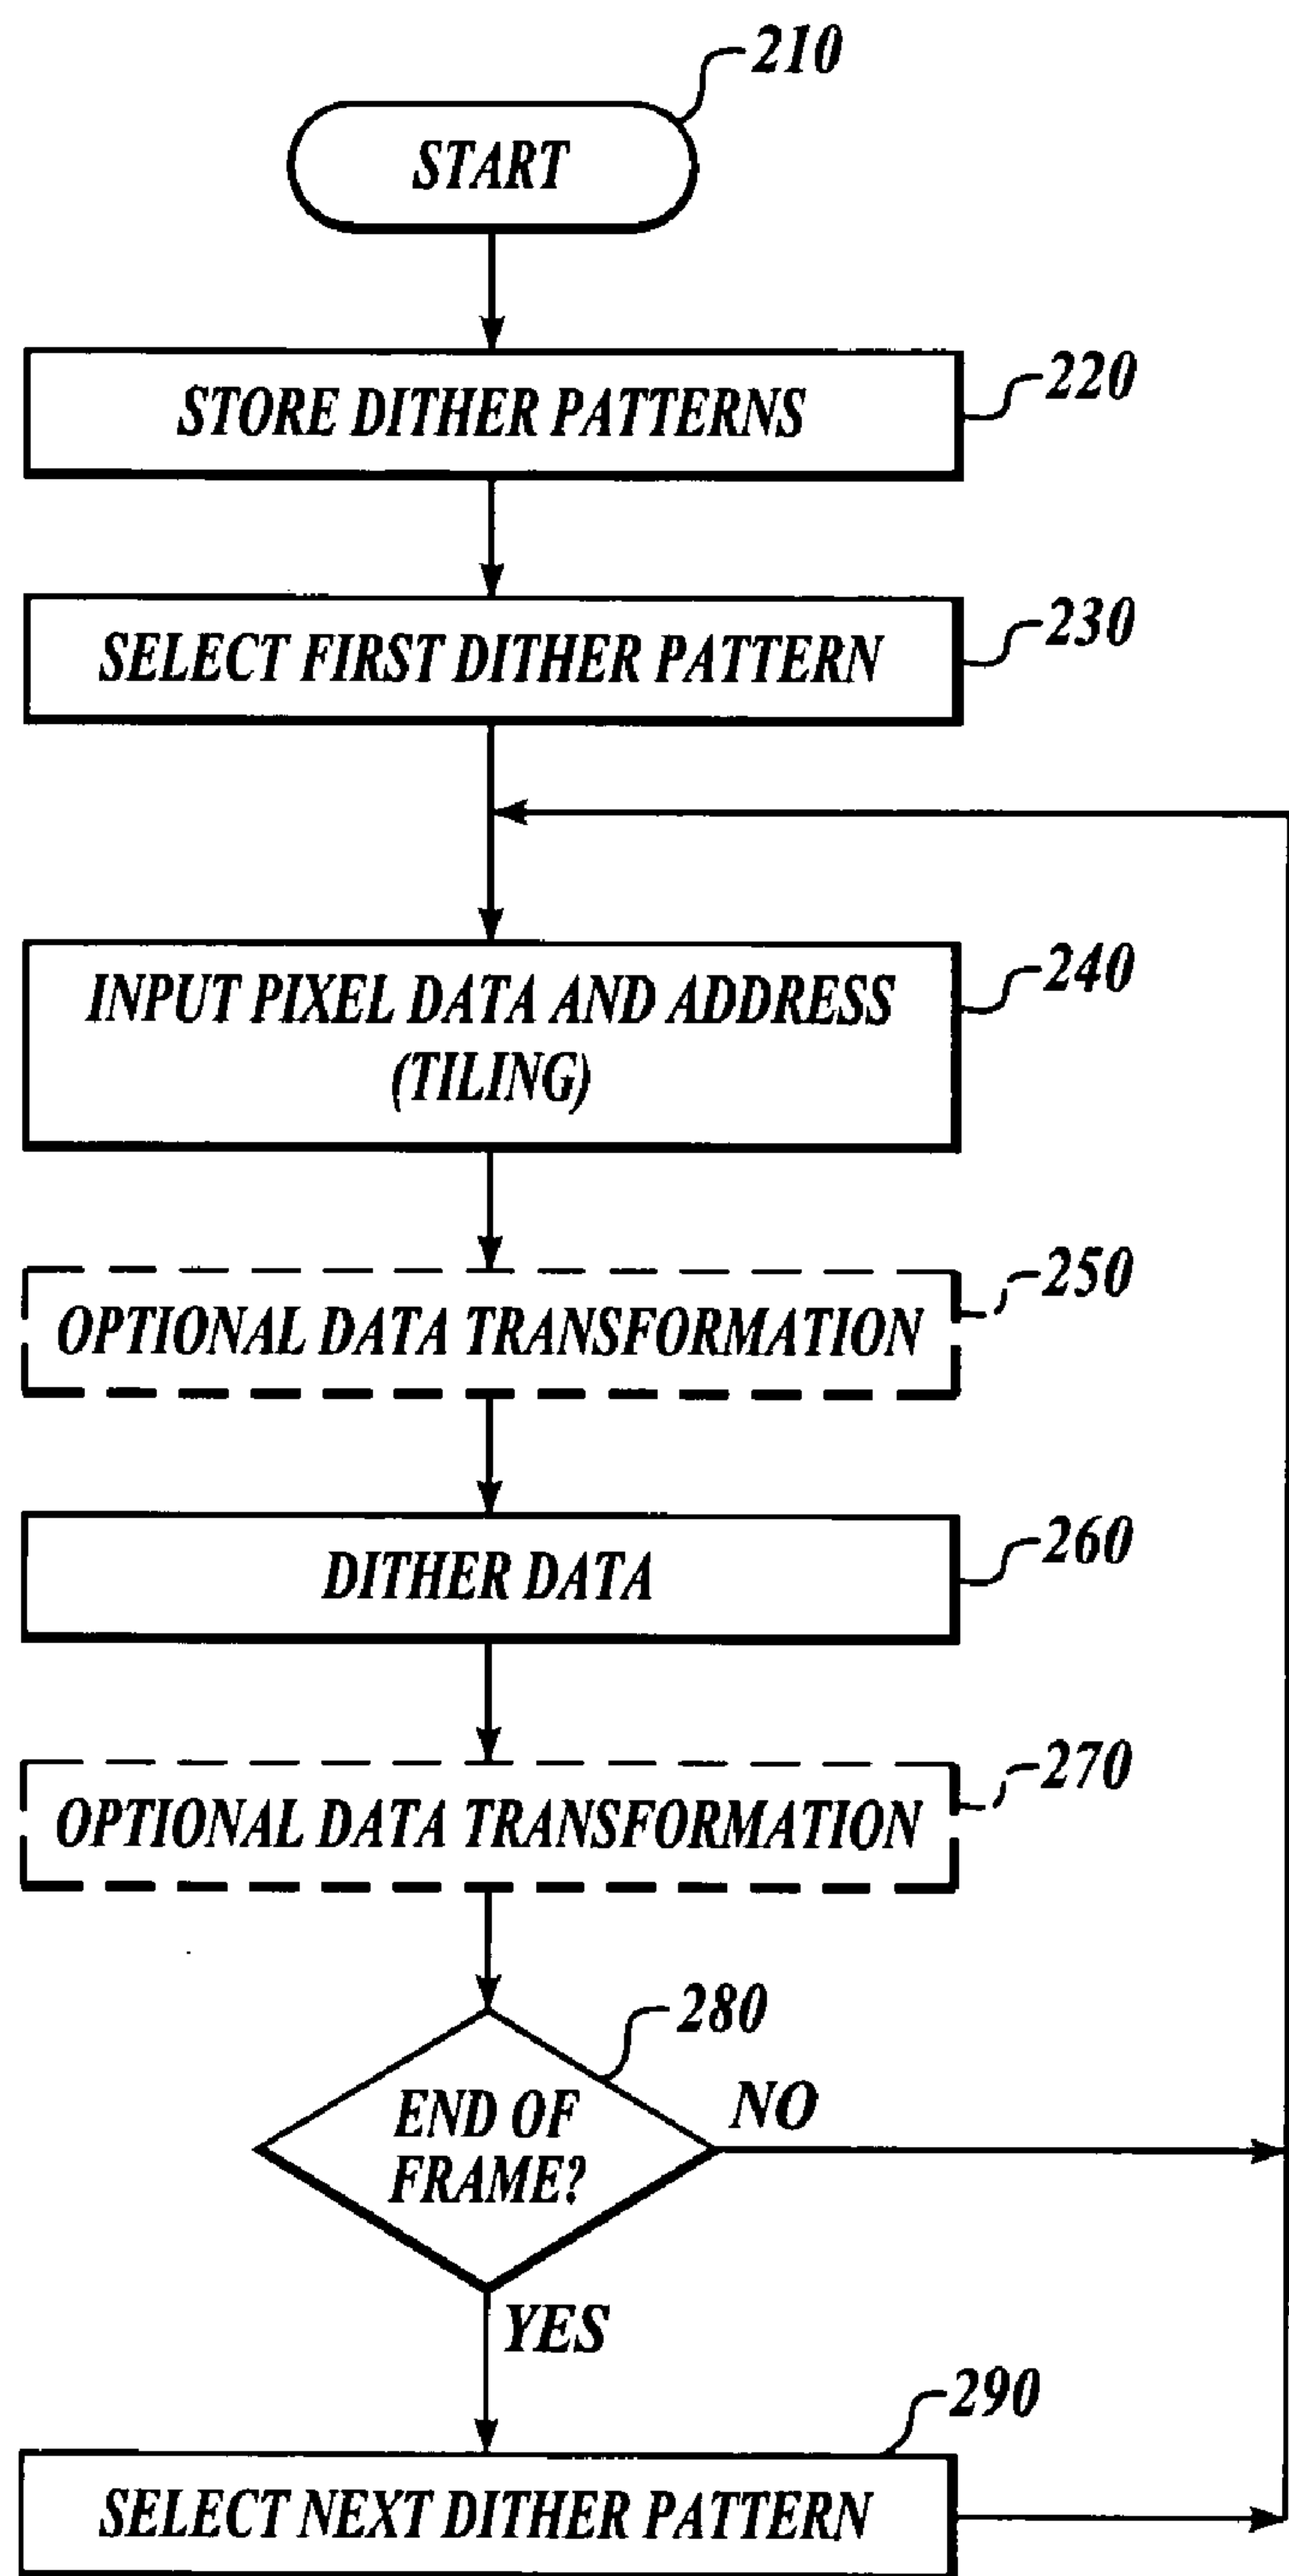 210
START
220
STORE DITHER PATTERNS
230
SELECT FIRST DITHER PATTERN
240
INPUT PIXEL DATA AND ADDRESS
(TILING)
250
OPTIONAL DATA TRANSFORMATION
260
DITHER DATA
270
OPTIONAL DATA TRANSFORMATION
280
END OF
FRAME?
NO
YES
290
SELECT NEXT DITHER PATTERN